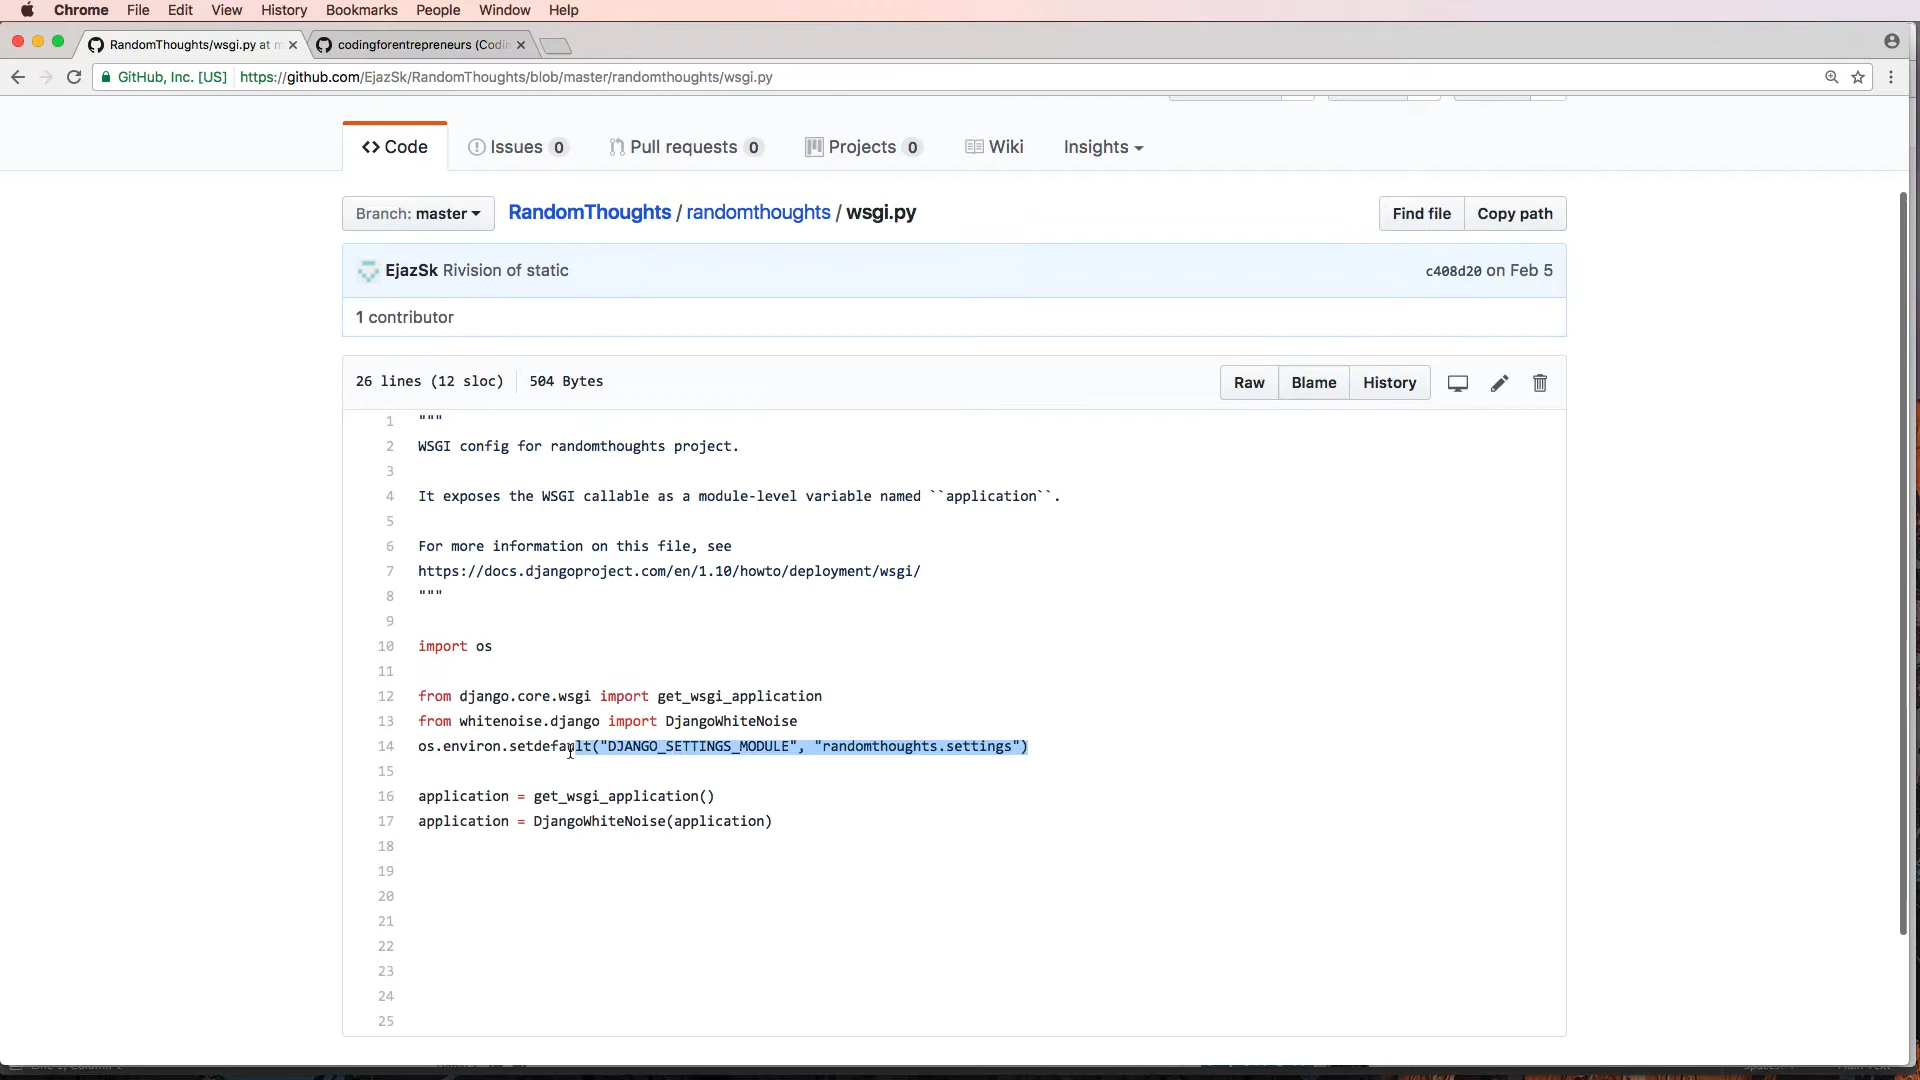 Chrome File Edit View History Bookmarks People Window Help
RandomThoughts/wsgi.py at m
codingforentrepreneurs (Codi
GitHub, Inc. [US] https://github.com/EjazSk/RandomThoughts/blob/master/randomthoughts/wsgi.py
Code Issues 0 Pull requests 0 Projects 0 Wiki Insights
Branch: master RandomThoughts / randomthoughts / wsgi.py Find file Copy path
EjazSk Rivision of static c408d20 on Feb 5
1 contributor
26 lines (12 sloc) 504 Bytes Raw Blame History
1 """
2 WSGI config for randomthoughts project.
3
4 It exposes the WSGI callable as a module-level variable named ``application``.
5
6 For more information on this file, see
7 https://docs.djangoproject.com/en/1.10/howto/deployment/wsgi/
8 """
9
10 import os
11
12 from django.core.wsgi import get_wsgi_application
13 from whitenoise.django import DjangoWhiteNoise
14 os.environ.setdefault("DJANGO_SETTINGS_MODULE", "randomthoughts.settings")
15
16 application = get_wsgi_application()
17 application = DjangoWhiteNoise(application)
18
19
20
21
22
23
24
25